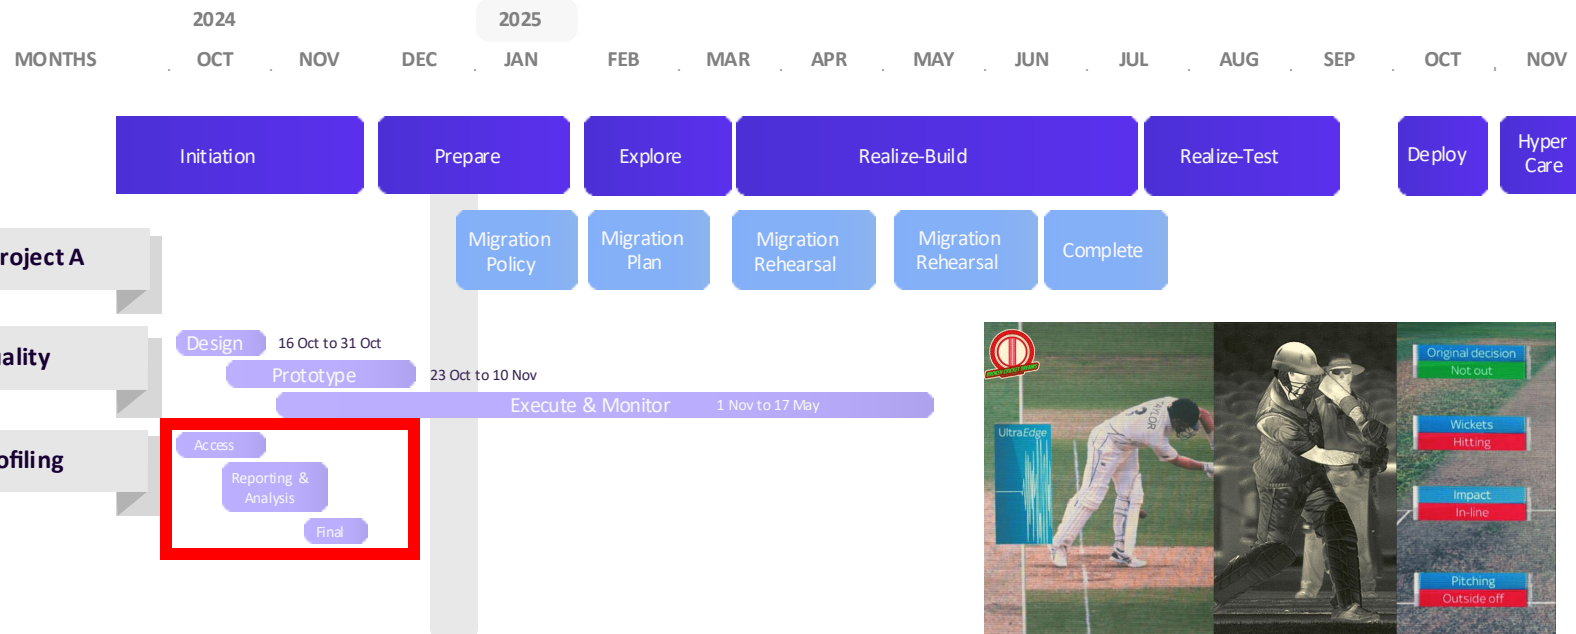 2024
2025
MONTHS
OCT
NOV
DEC
JAN
FEB
MAR
APR
MAY
JUN
JUL
AUG
SEP
OCT
NOV
Initiation
Prepare
Explore
Realize-Build
Realize-Test
Deploy
Hyper
Care
roject A
Migration
Policy
Migration
Plan
Migration
Rehearsal
Migration
Rehearsal
Complete
ality
Design
16 Oct to 31 Oct
Prototype
23 Oct to 10 Nov
Execute & Monitor
1 Nov to 17 May
ofiling
Access
Reporting &
Analysis
Final
UltraEdge
TAYLOR
Original decision
Not out
Wickets
Hitting
Impact
In-line
Pitching
Outside off